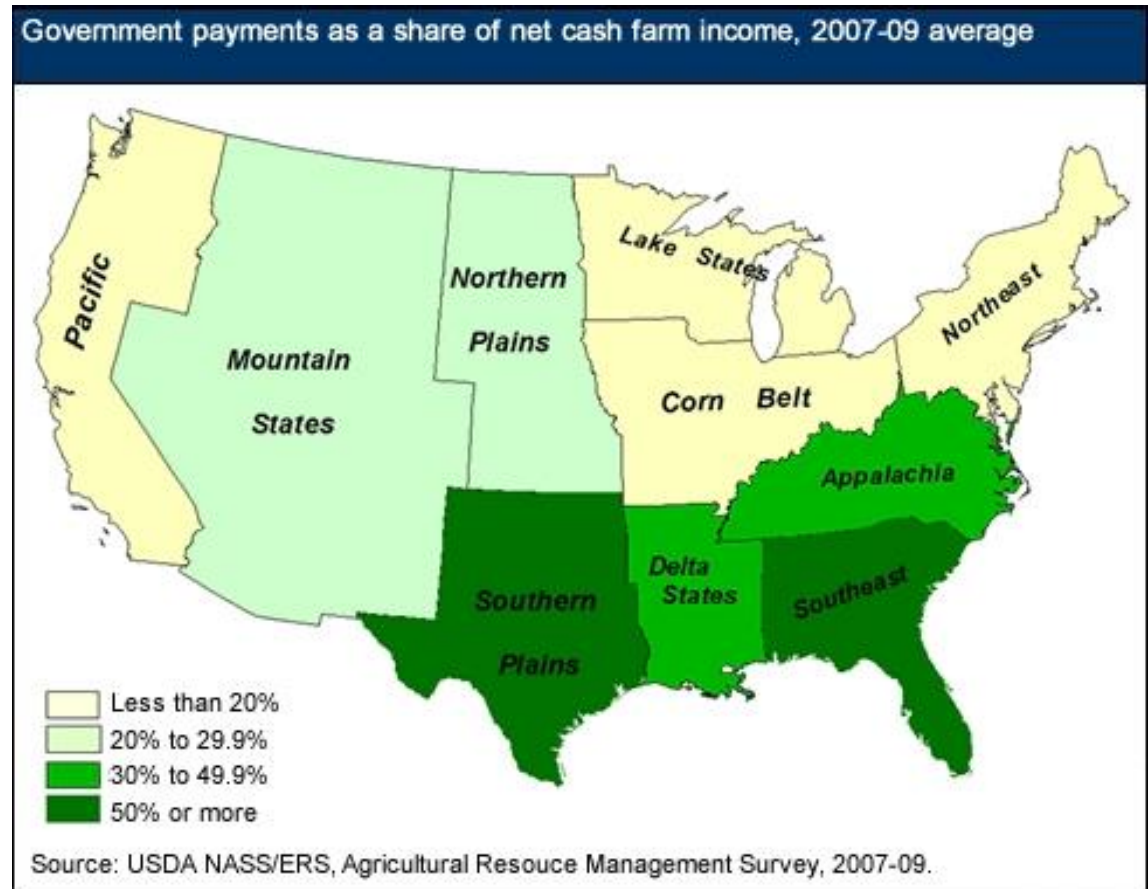 Government payments as a share of net cash farm income, 2007-09 average
Lake States
Northeast
Pacific
Northern
Plains
Mountain
States
Corn Belt
Appalachia
Delta
States
Southeast
Southern
Plains
Less than 20%
20% to 29.9%
30% to 49.9%
50% or more
Source: USDA NASS/ERS, Agricultural Resouce Management Survey, 2007-09.